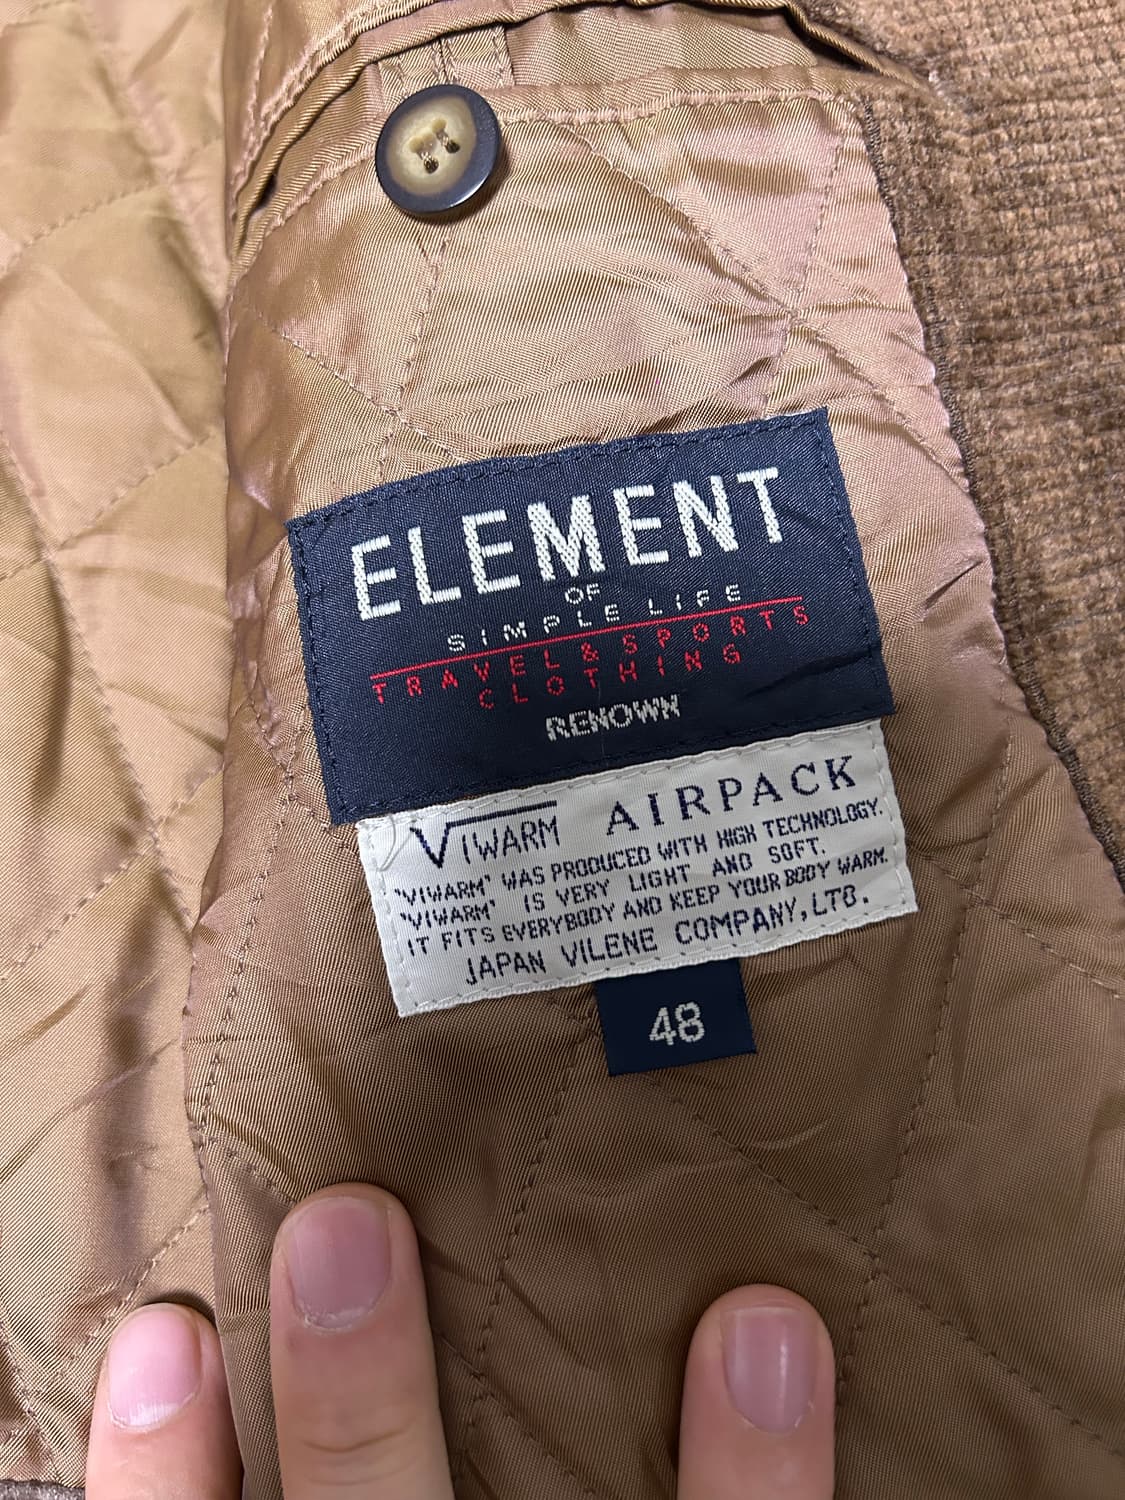 ELEMENT
OF
SIMPLE LIFE
TRAVEL & SPORTS
CLOTHING
RENOWN
VIWARM AIRPACK
"VIWARM" WAS PRODUCED WITH HIGH TECHNOLOGY.
"VIWARM" IS VERY LIGHT AND SOFT.
IT FITS EVERYBODY AND KEEP YOUR BODY WARM.
JAPAN VILENE COMPANY, LTD.
48